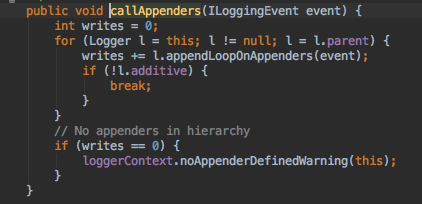 public void callAppenders(ILoggingEvent event) {
    int writes = 0;
    for (Logger l = this; l != null; l = l.parent) {
        writes += l.appendLoopOnAppenders(event);
        if (!l.additive) {
            break;
        }
    }
    // No appenders in hierarchy
    if (writes == 0) {
        loggerContext.noAppenderDefinedWarning(this);
    }
}